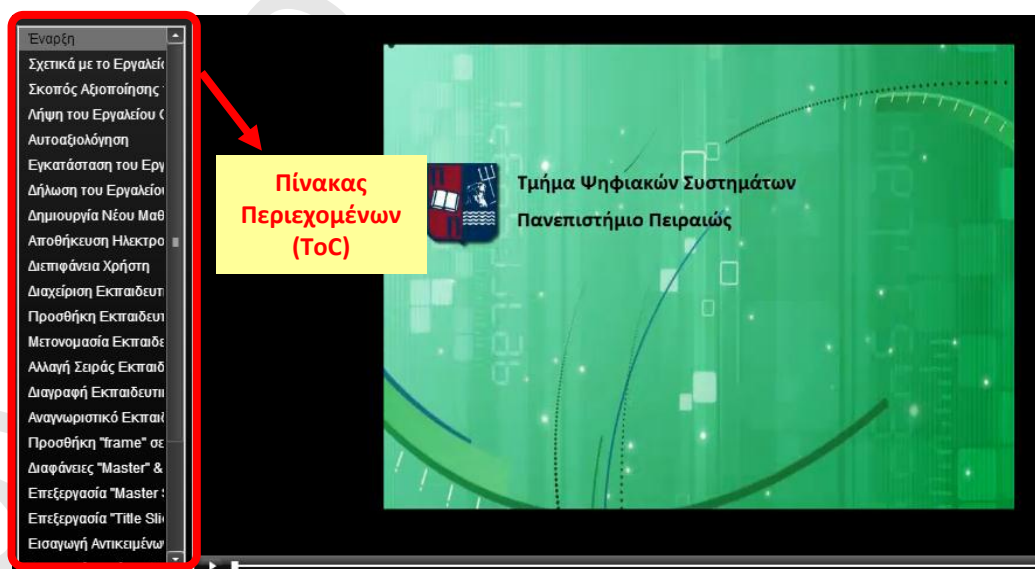 Έναρξη
Σχετικά με το Εργαλείο
Σκοπός Αξιοποίησης
Λήψη του Εργαλείου
Αυτοαξιολόγηση
Εγκατάσταση του Εργ
Δήλωση του Εργαλείου
Δημιουργία Νέου Μαθ
Αποθήκευση Ηλεκτρο
Διεπιφάνεια Χρήστη
Διαχείριση Εκπαιδευτι
Προσθήκη Εκπαιδευτ
Μετονομασία Εκπαιδε
Αλλαγή Σειράς Εκπαιδ
Διαγραφή Εκπαιδευτικ
Αναγνωριστικό Εκπαιδ
Προσθήκη "frame" σε
Διαφάνειες "Master" &
Επεξεργασία "Master S
Επεξεργασία "Title Slid
Εισαγωγή Αντικειμένω
Πίνακας
Περιεχομένων
(ToC)
Τμήμα Ψηφιακών Συστημάτων
Πανεπιστήμιο Πειραιώς